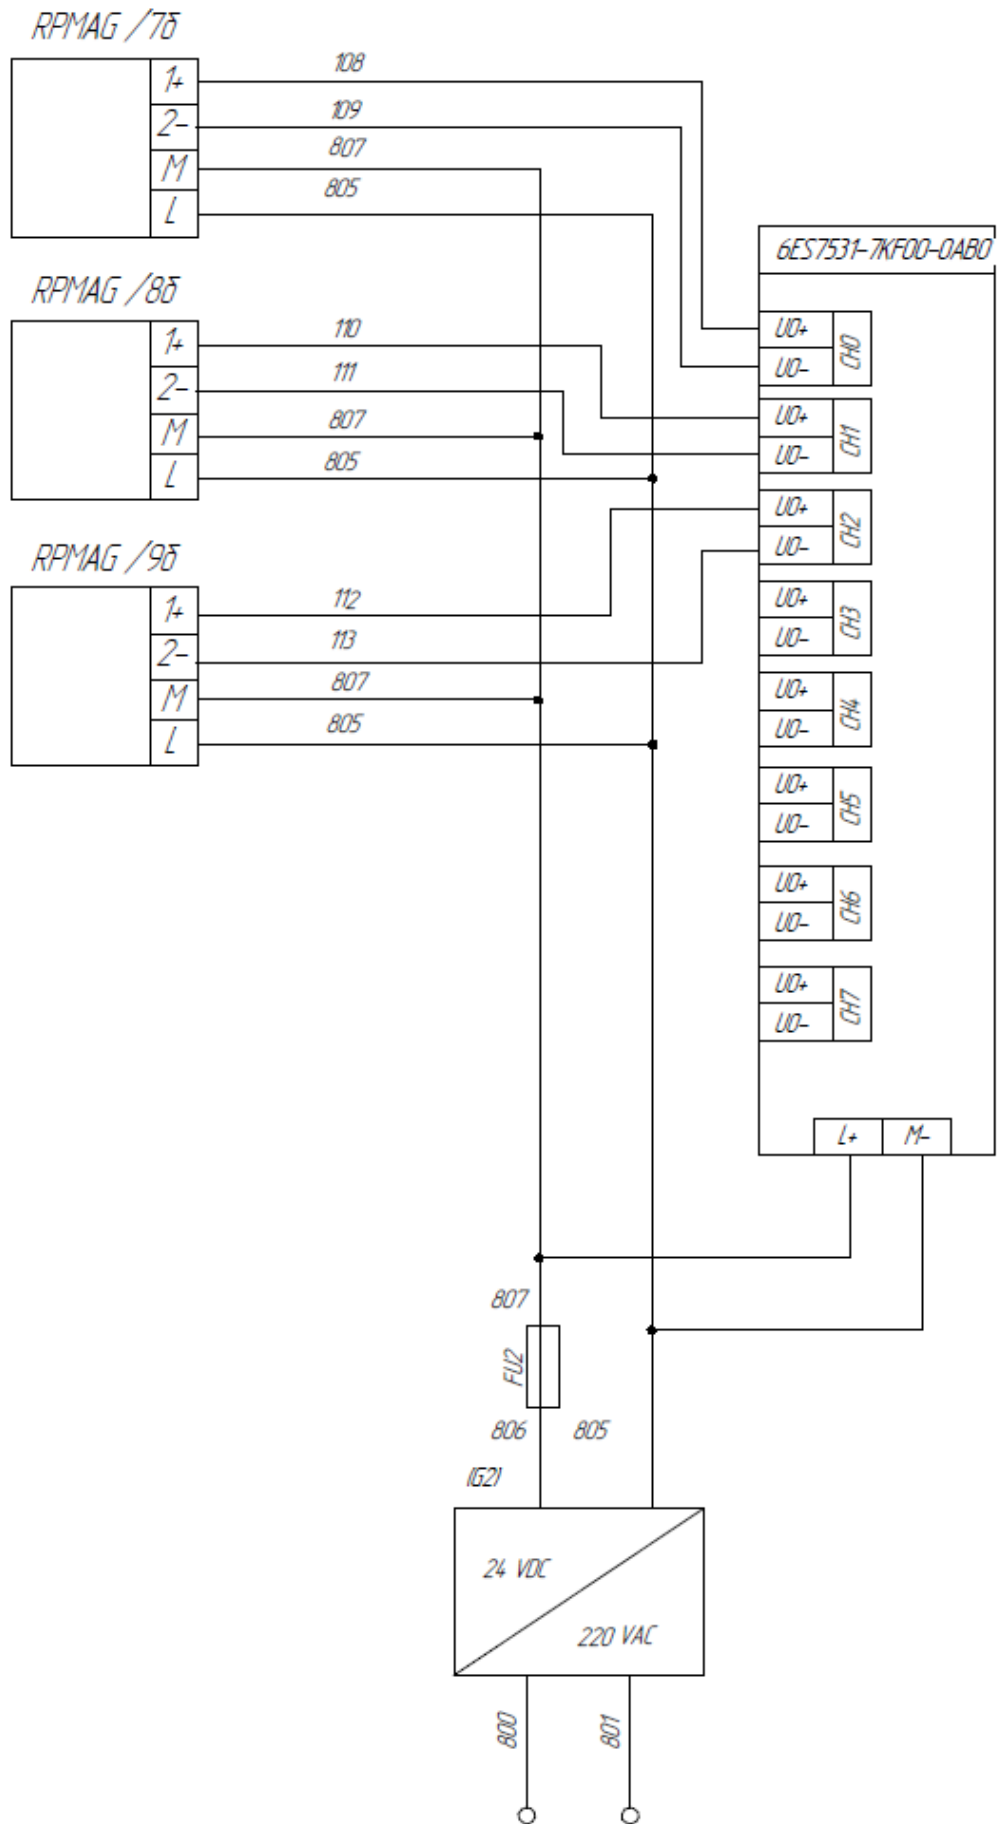 RPMAG /7δ
1+
108
2-
109
M
807
L
805
6ES7531-7KF00-0AB0
RPMAG /8δ
1+
110
2-
111
M
807
L
805
U0+
U0-
CH0
U0+
U0-
CH1
U0+
U0-
CH2
RPMAG /9δ
1+
112
2-
113
M
807
L
805
U0+
U0-
CH3
U0+
U0-
CH4
U0+
U0-
CH5
U0+
U0-
CH6
U0+
U0-
CH7
L+
M-
807
FU2
806
805
(G2)
24 VDC
220 VAC
800
801